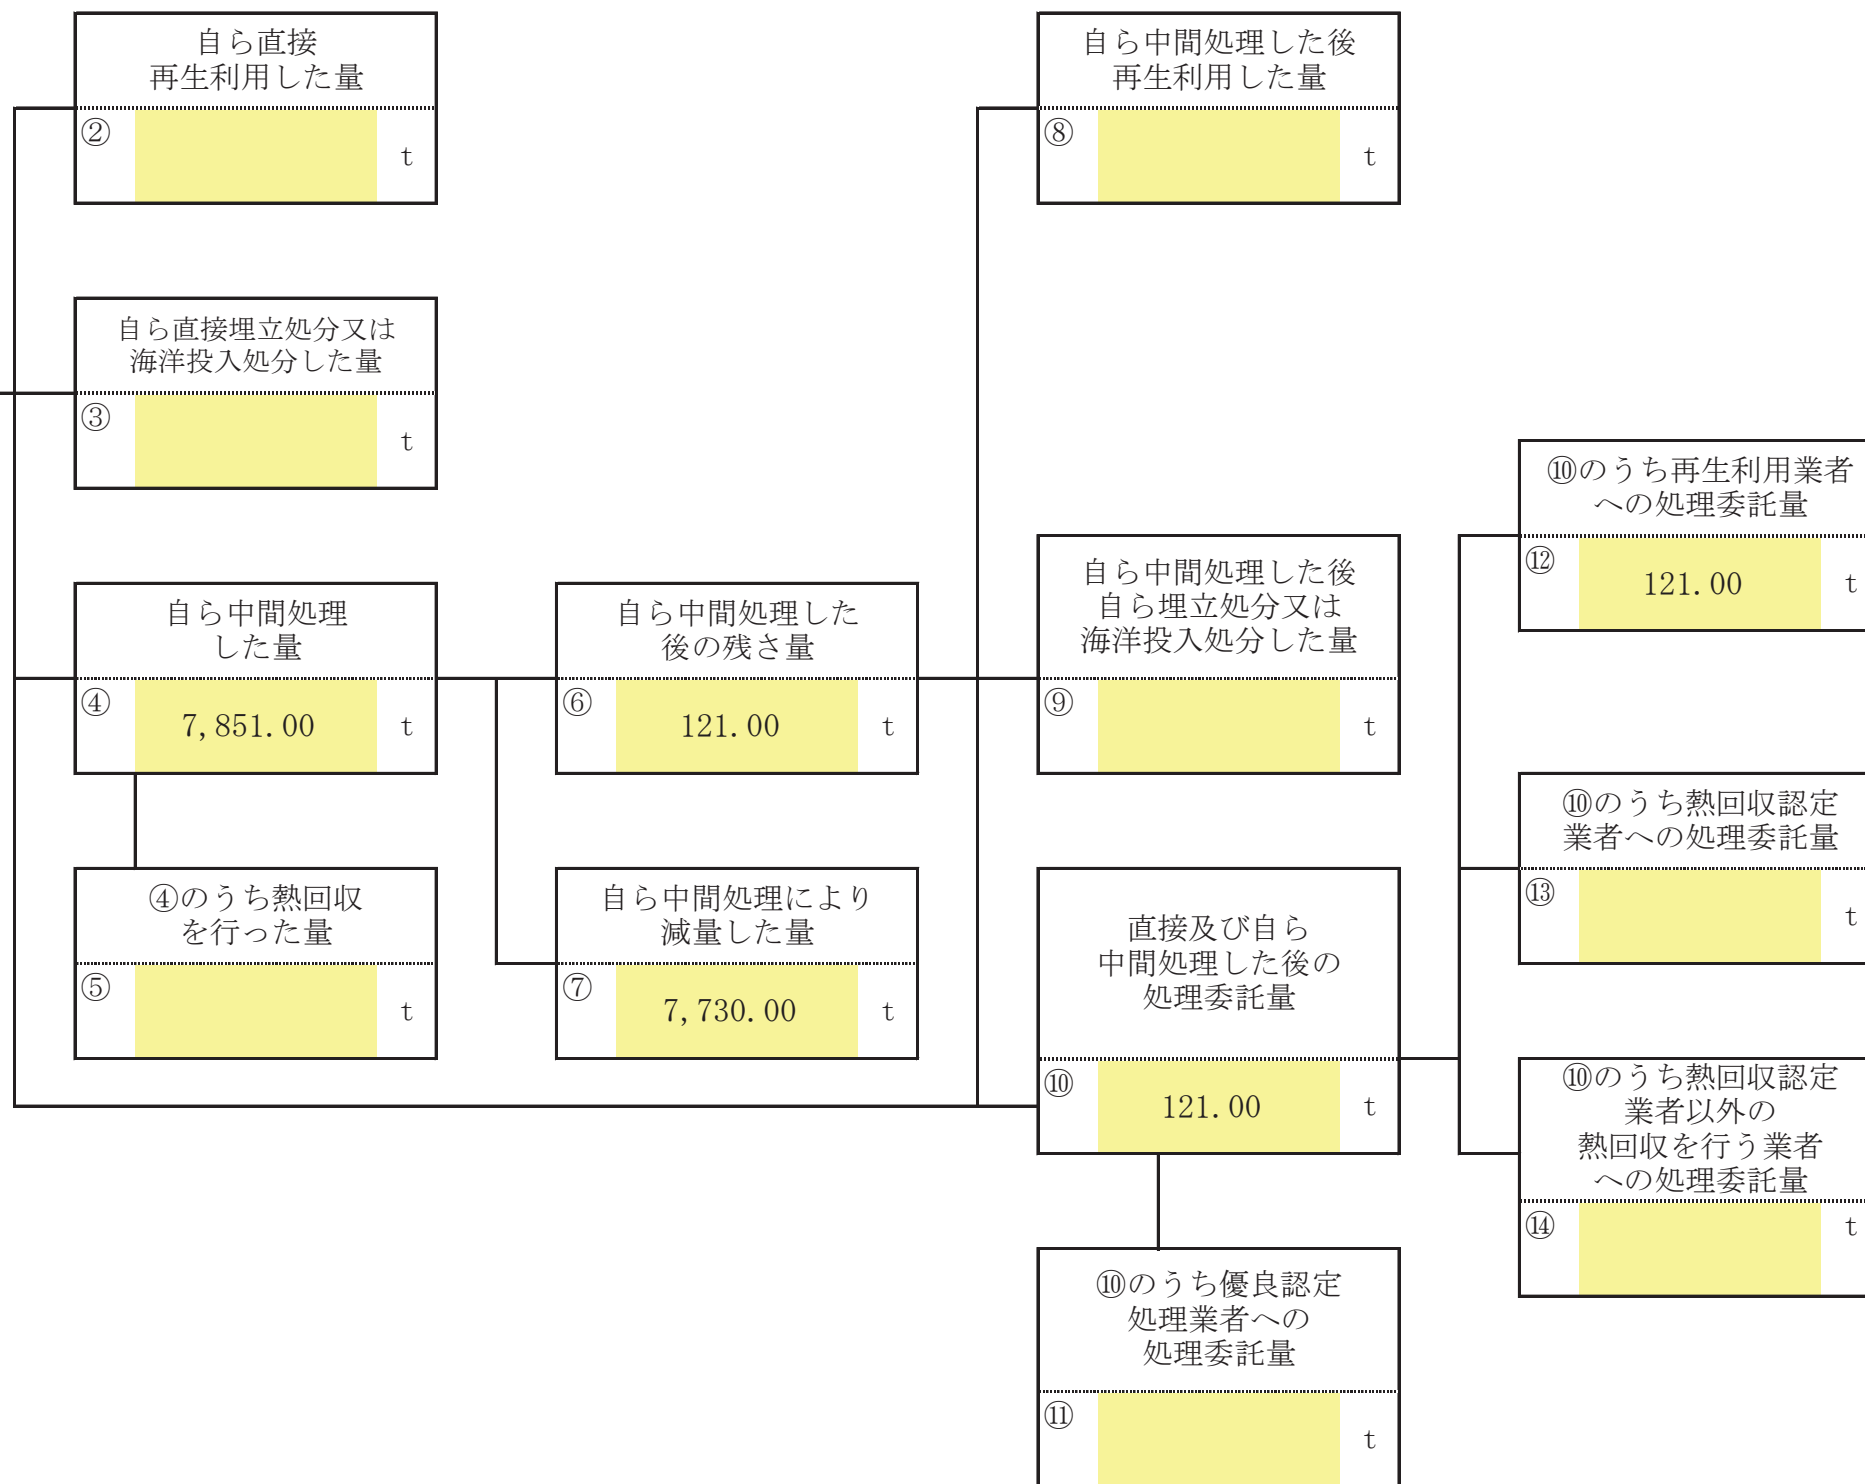 自ら直接
再生利用した量
②
t
自ら中間処理した後
再生利用した量
⑧
t
自ら直接埋立処分又は
海洋投入処分した量
③
t
⑩のうち再生利用業者
への処理委託量
⑫
121.00
t
自ら中間処理
した量
④
7,851.00
t
自ら中間処理した
後の残さ量
⑥
121.00
t
自ら中間処理した後
自ら埋立処分又は
海洋投入処分した量
⑨
t
⑩のうち熱回収認定
業者への処理委託量
⑬
t
④のうち熱回収
を行った量
⑤
t
自ら中間処理により
減量した量
⑦
7,730.00
t
直接及び自ら
中間処理した後の
処理委託量
⑩
121.00
t
⑩のうち熱回収認定
業者以外の
熱回収を行う業者
への処理委託量
⑭
t
⑩のうち優良認定
処理業者への
処理委託量
⑪
t